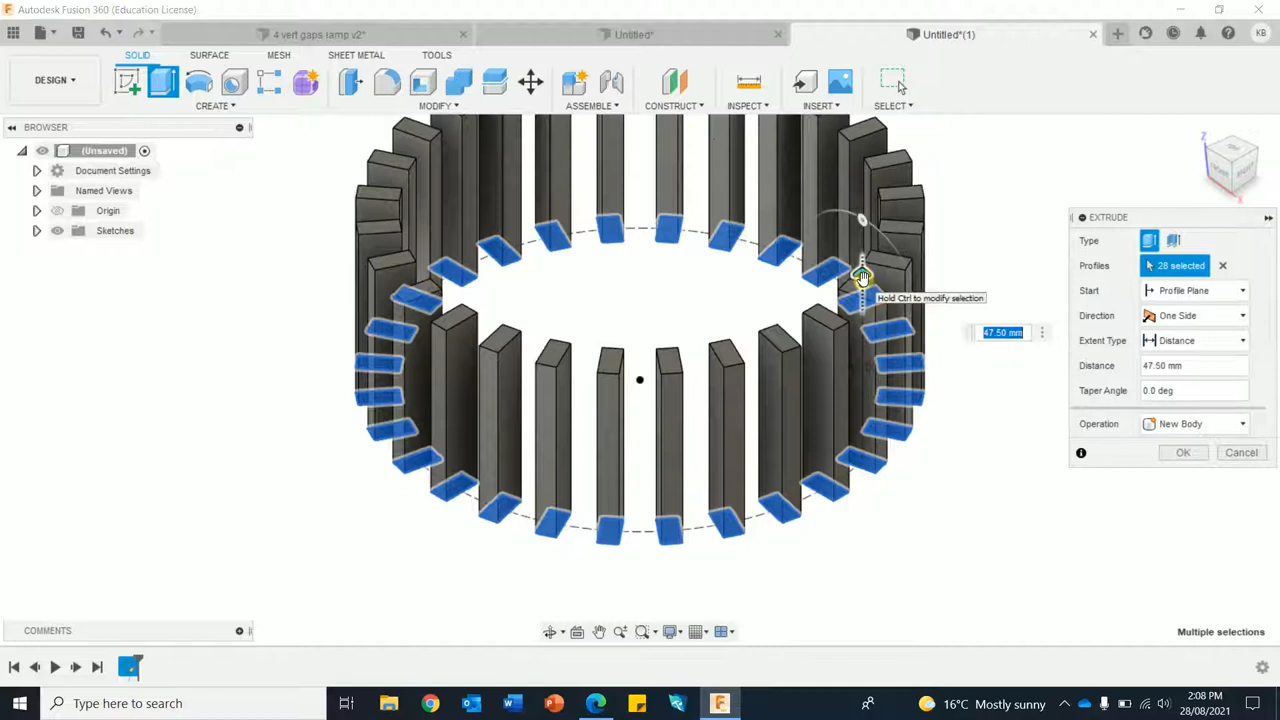 Autodesk Fusion 360 (Education License)
4 vert gaps lamp v2*
Untitled*
Untitled*(1)
KB
DESIGN
SOLID
SURFACE
MESH
SHEET METAL
TOOLS
CREATE
MODIFY
ASSEMBLE
CONSTRUCT
INSPECT
INSERT
SELECT
BROWSER
(Unsaved)
Document Settings
Named Views
Origin
Sketches
Z
X
EXTRUDE
Type
Profiles
28 selected
Start
Profile Plane
Direction
One Side
Extent Type
Distance
Distance
47.50 mm
Taper Angle
0.0 deg
Operation
New Body
OK
Cancel
Hold Ctrl to modify selection
47.50 mm
COMMENTS
Multiple selections
Type here to search
16°C Mostly sunny
2:08 PM
28/08/2021